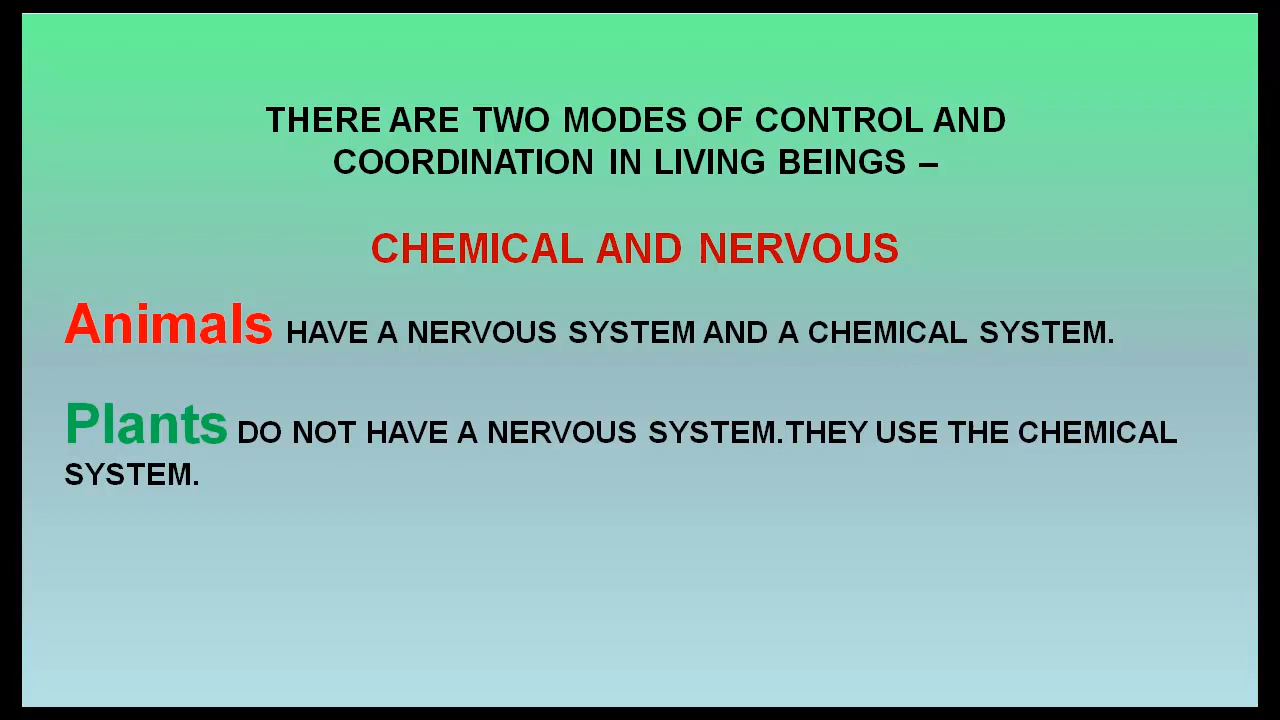 THERE ARE TWO MODES OF CONTROL AND
COORDINATION IN LIVING BEINGS –
CHEMICAL AND NERVOUS
Animals HAVE A NERVOUS SYSTEM AND A CHEMICAL SYSTEM.
Plants DO NOT HAVE A NERVOUS SYSTEM.THEY USE THE CHEMICAL
SYSTEM.